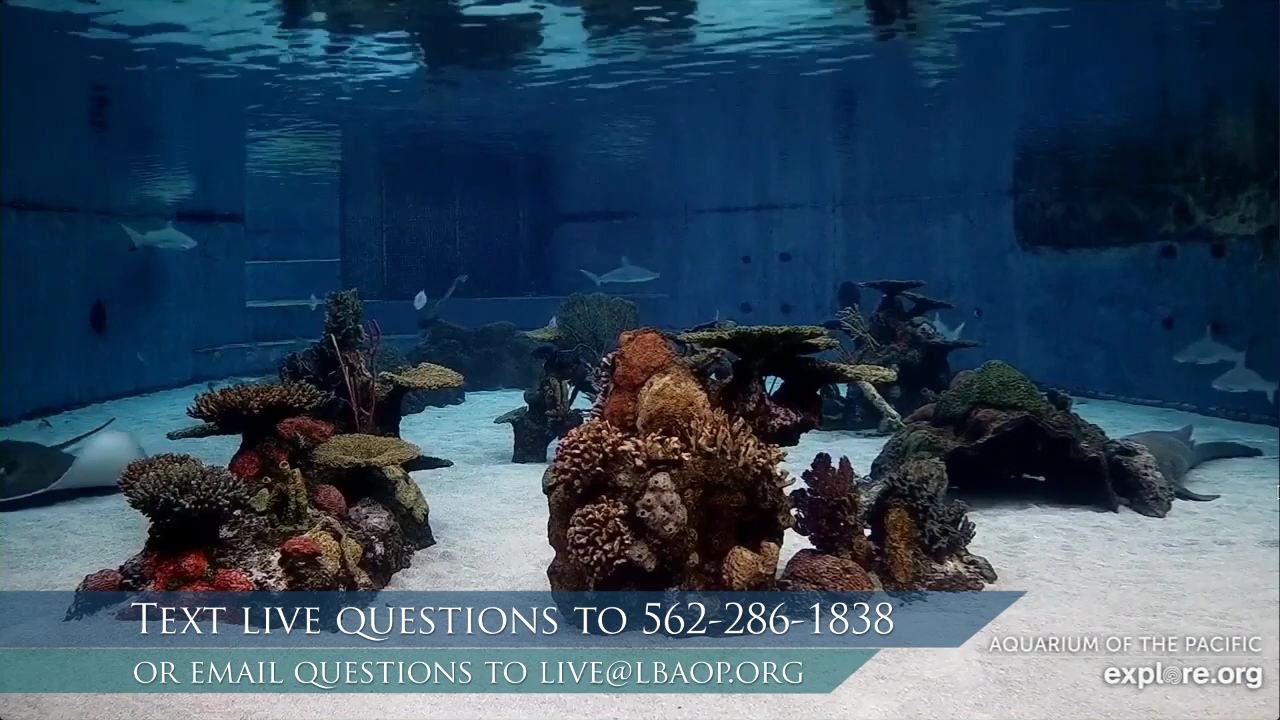 Text live questions to 562-286-1838
or email questions to live@lbaop.org
AQUARIUM OF THE PACIFIC
explore.org